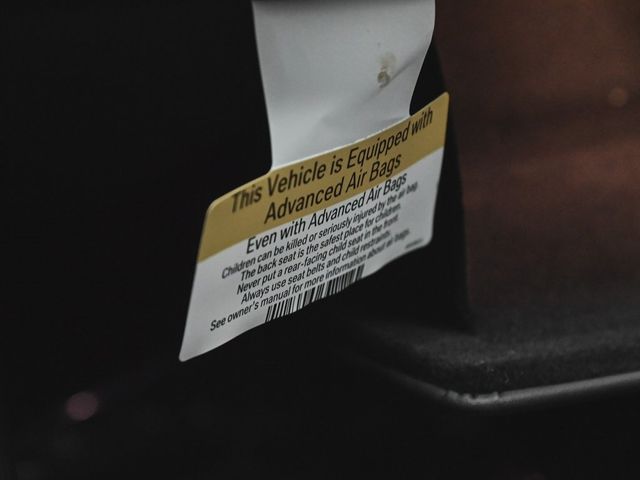 This Vehicle is Equipped with
Advanced Air Bags
Even with Advanced Air Bags
Children can be killed or seriously injured by the air bag.
The back seat is the safest place for children.
Never put a rear-facing child seat in the front.
Always use seat belts and child restraints.
See owner's manual for more information about air bags.